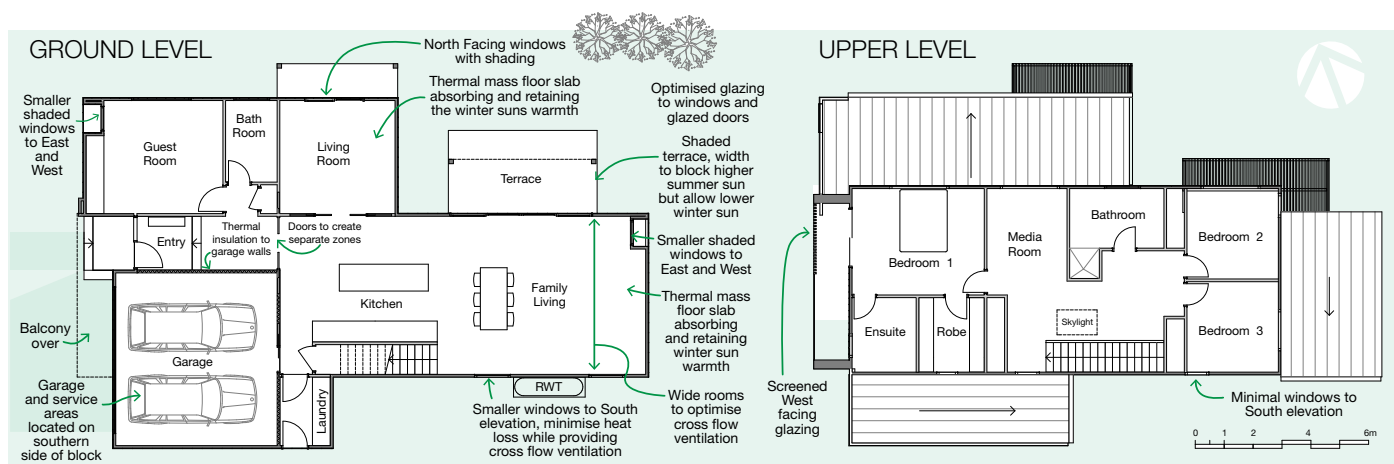 GROUND LEVEL
North Facing windows
with shading
Thermal mass floor slab
absorbing and retaining
the winter suns warmth
Optimised glazing
to windows and
glazed doors
Smaller
shaded
windows
to East
and
West
Guest
Room
Bath
Room
Living
Room
Terrace
Shaded
terrace, width
to block higher
summer sun
but allow lower
winter sun
Entry
Thermal
insulation to
garage walls
Doors to create
separate zones
Smaller shaded
windows to
East and West
Kitchen
Family
Living
Thermal mass
floor slab
absorbing
and retaining
winter sun
warmth
Balcony
over
Garage
Garage
and service
areas
located on
southern
side of block
Laundry
RWT
Smaller windows to South
elevation, minimise heat
loss while providing
cross flow ventilation
Wide rooms
to optimise
cross flow
ventilation
UPPER LEVEL
Bedroom 1
Media
Room
Bathroom
Bedroom 2
Ensuite
Robe
Skylight
Bedroom 3
Screened
West
facing
glazing
Minimal windows to
South elevation
0 1 2 4 6m